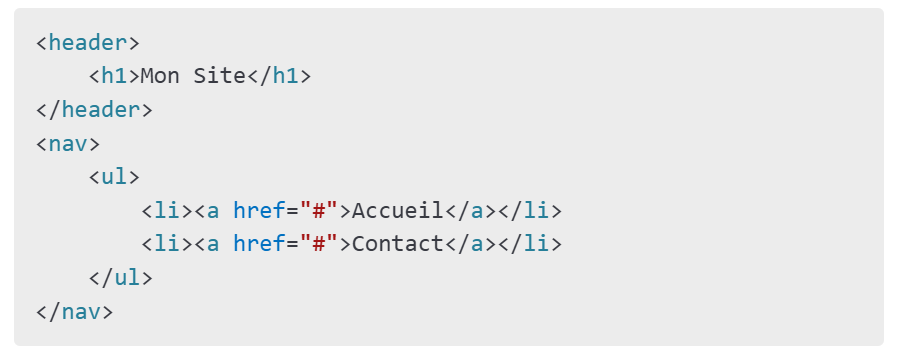 <header>
    <h1>Mon Site</h1>
</header>
<nav>
    <ul>
        <li><a href="#">Accueil</a></li>
        <li><a href="#">Contact</a></li>
    </ul>
</nav>